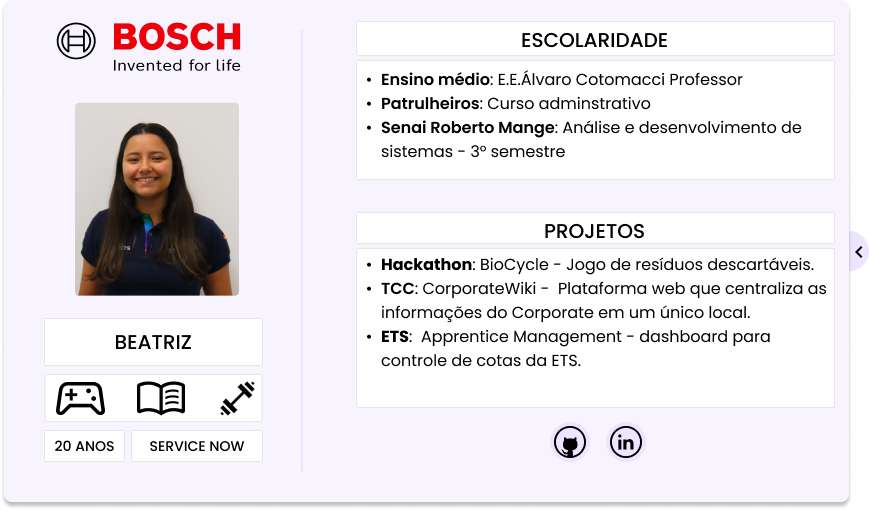 BOSCH
Invented for life
BEATRIZ
20 ANOS
SERVICE NOW
ESCOLARIDADE
• Ensino médio: E.E.Álvaro Cotomacci Professor
• Patrulheiros: Curso adminstrativo
• Senai Roberto Mange: Análise e desenvolvimento de
sistemas - 3º semestre
PROJETOS
• Hackathon: BioCycle - Jogo de resíduos descartáveis.
• TCC: CorporateWiki - Plataforma web que centraliza as
informações do Corporate em um único local.
• ETS: Apprentice Management - dashboard para
controle de cotas da ETS.
in